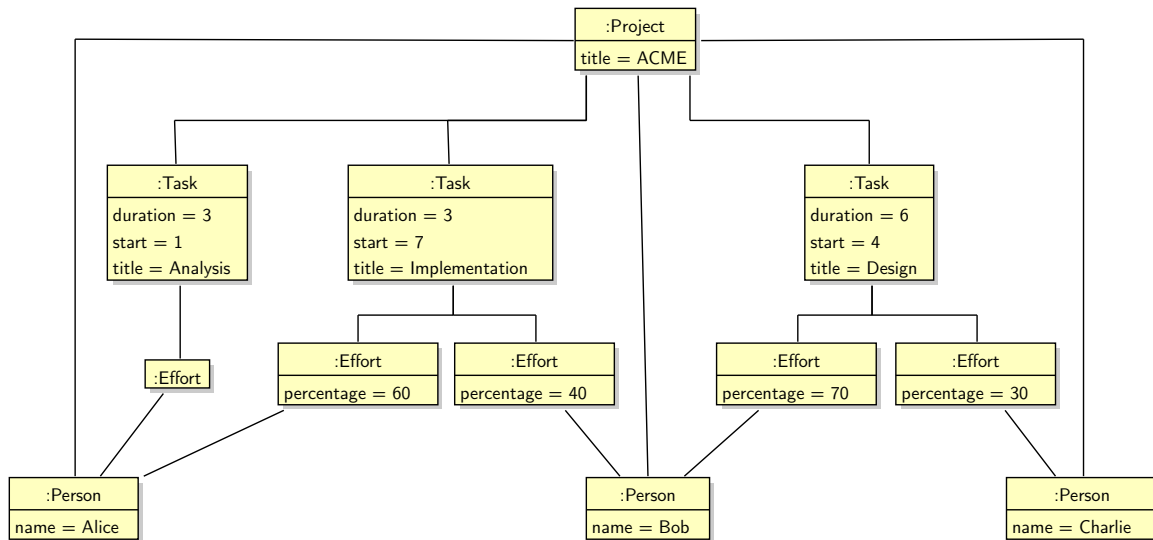 :Project
title = ACME
:Task
duration = 3
start = 1
title = Analysis
:Task
duration = 3
start = 7
title = Implementation
:Task
duration = 6
start = 4
title = Design
:Effort
:Effort
percentage = 60
:Effort
percentage = 40
:Effort
percentage = 70
:Effort
percentage = 30
:Person
name = Alice
:Person
name = Bob
:Person
name = Charlie